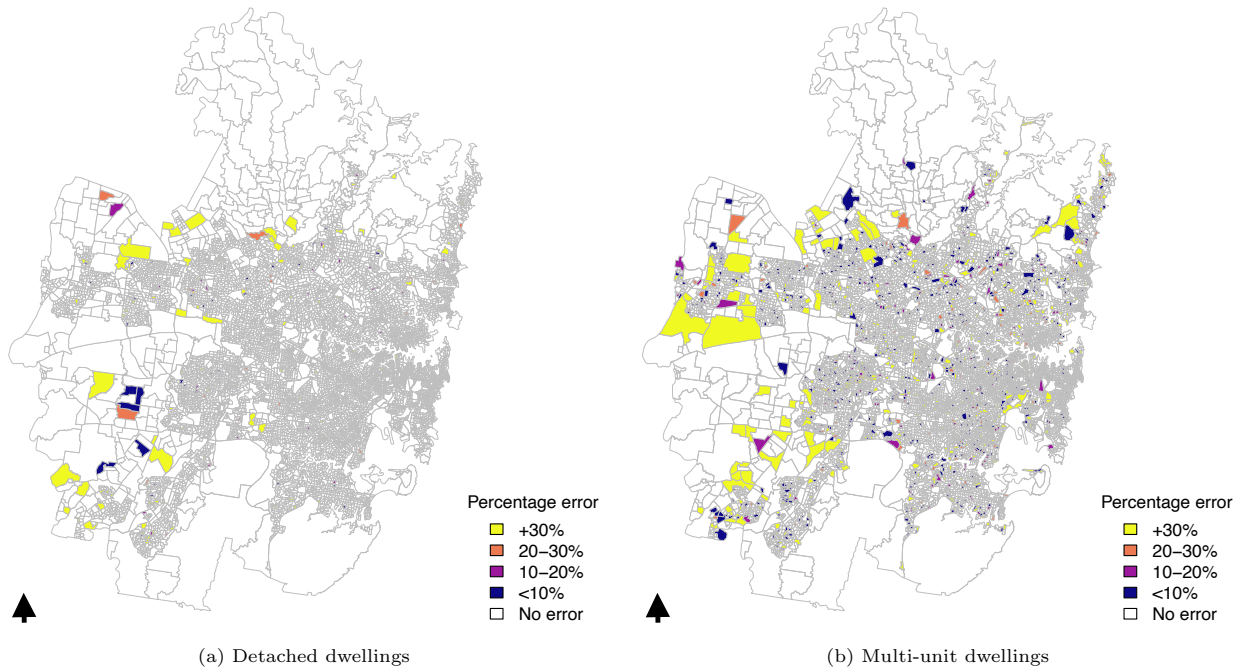 Percentage error
+30%
20−30%
10−20%
<10%
No error
(a) Detached dwellings
Percentage error
+30%
20−30%
10−20%
<10%
No error
(b) Multi-unit dwellings